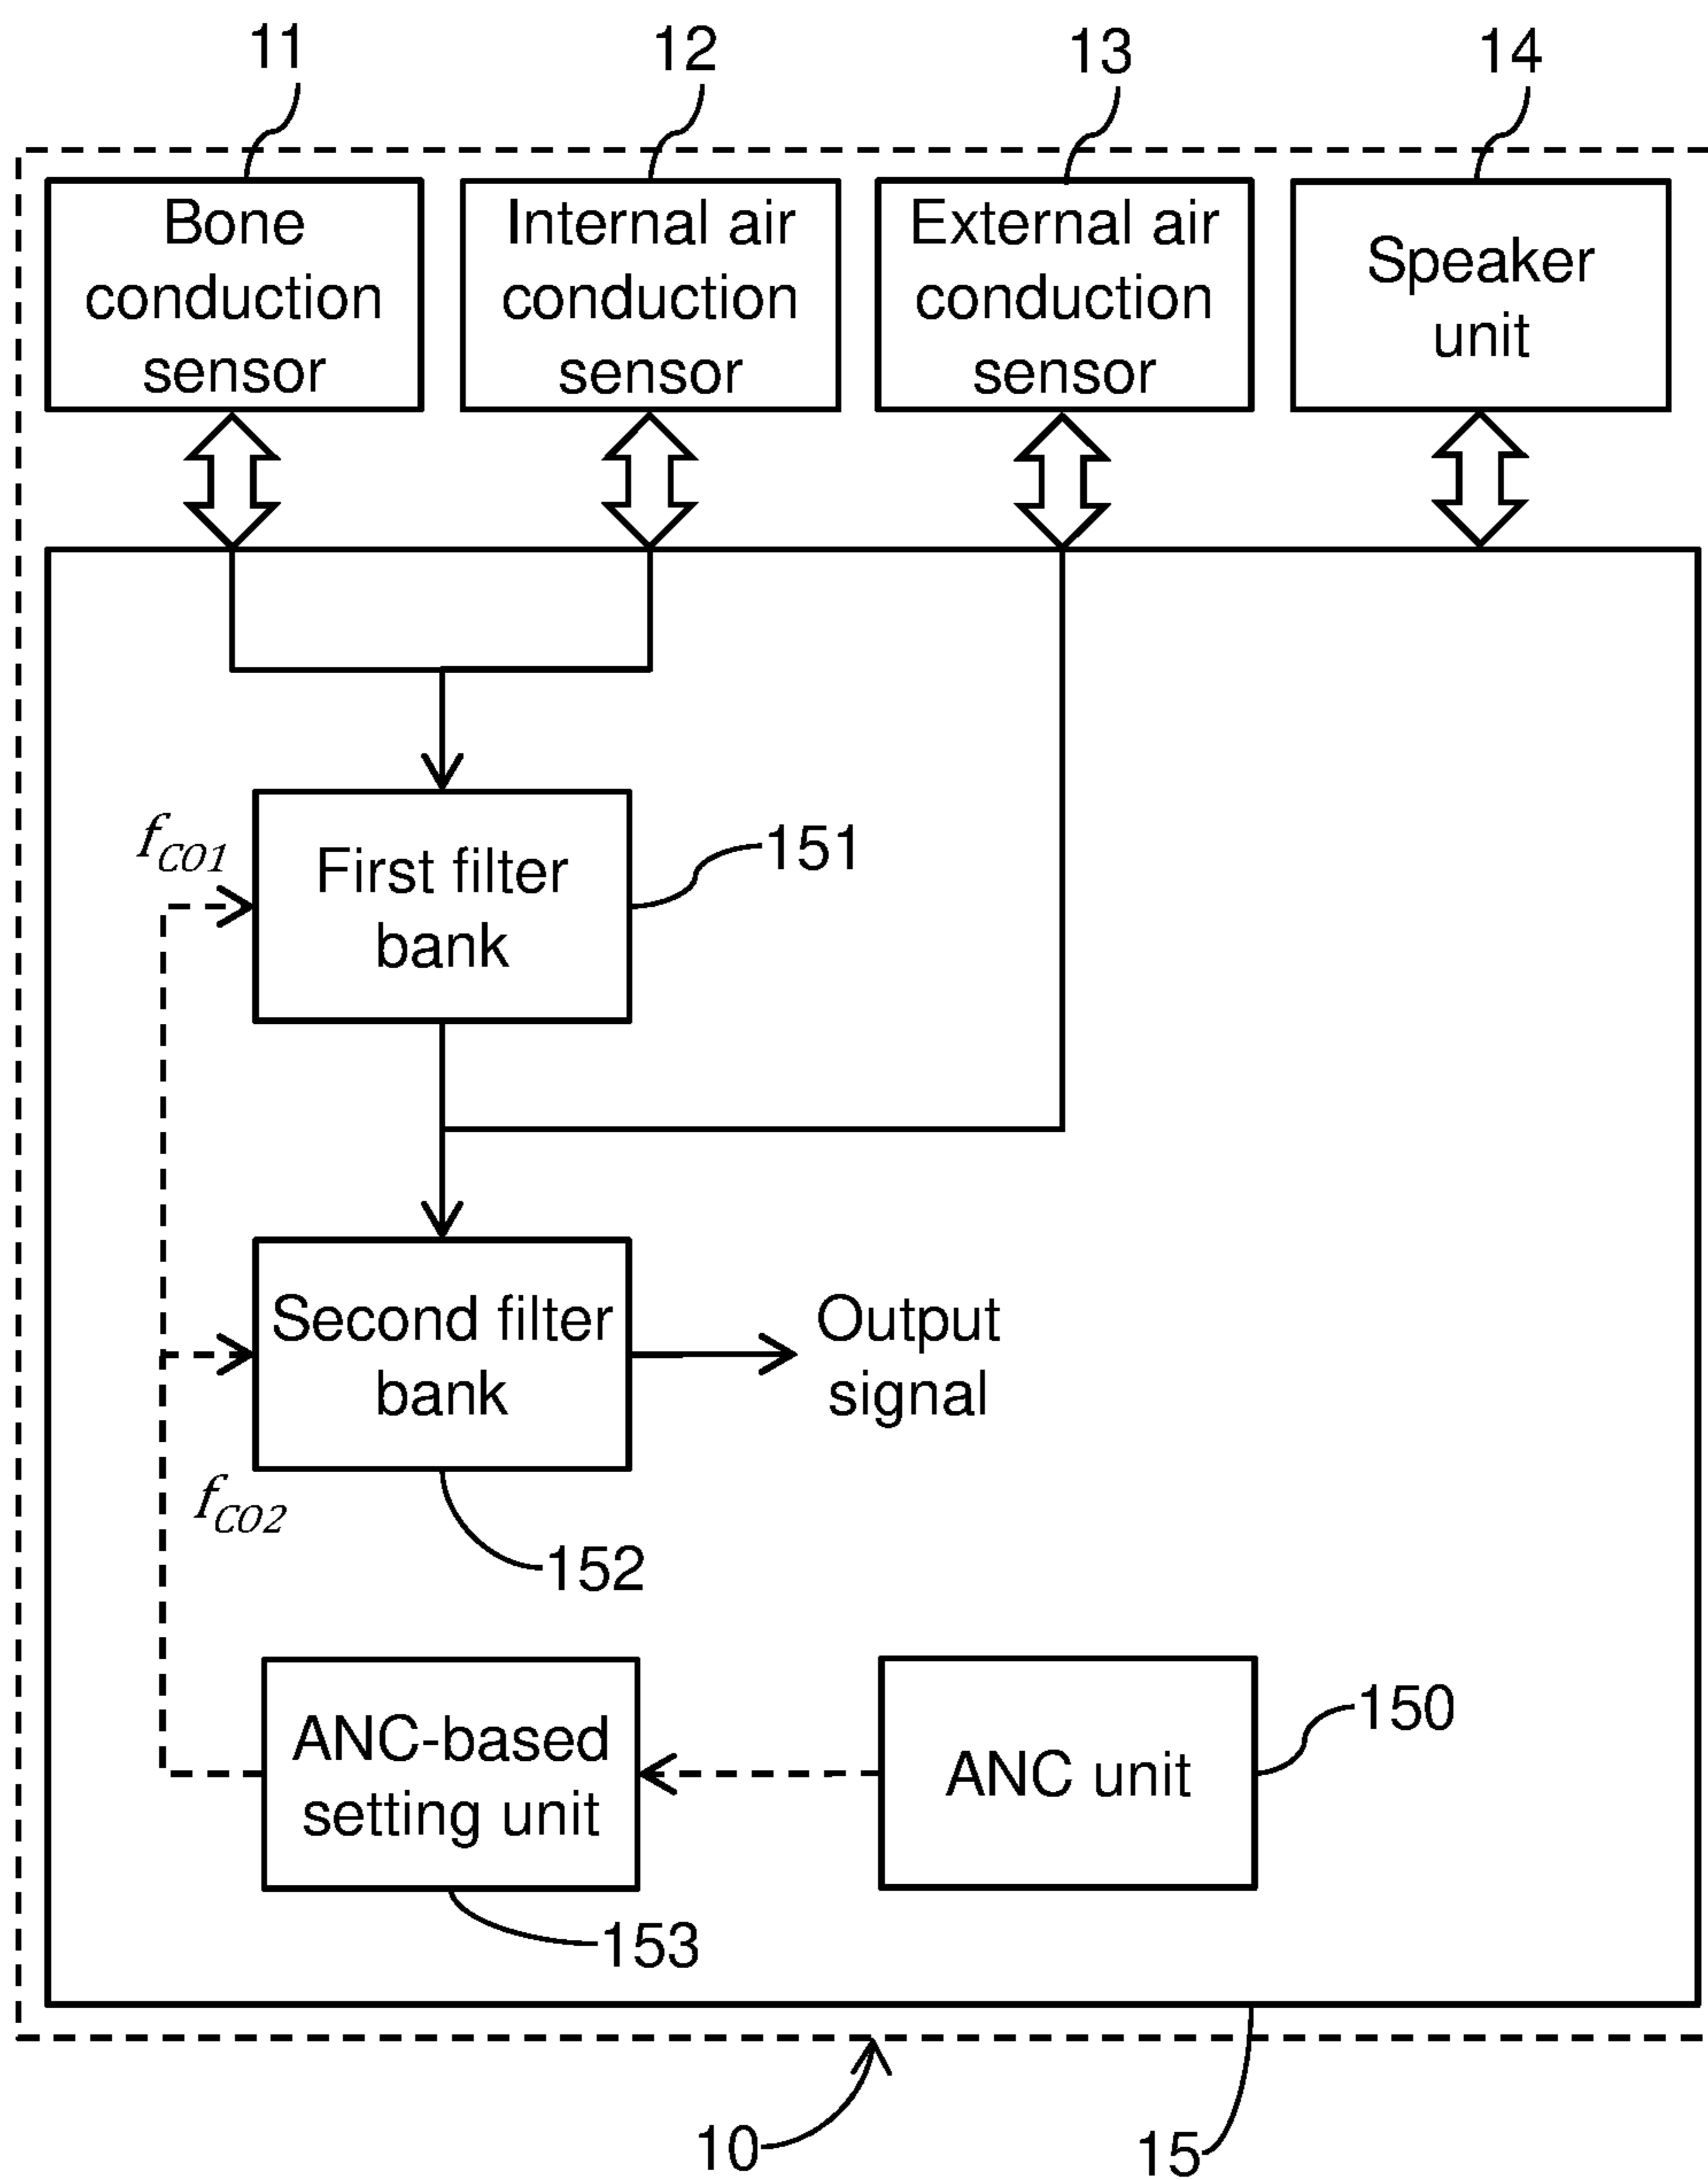 11
12
13
14
Bone
conduction
sensor
Internal air
conduction
sensor
External air
conduction
sensor
Speaker
unit
fCO1
First filter
bank
151
Second filter
bank
Output
signal
fCO2
152
ANC-based
setting unit
ANC unit
150
153
10
15